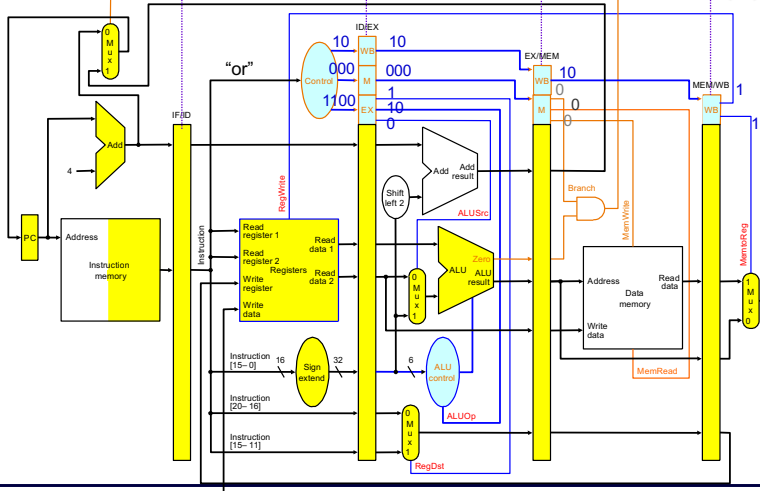 ID/EX
0
M
u
x
1
10
WB
10
EX/MEM
"or"
Control
000
M
000
WB
10
MEM/WB
1100
EX
1
10
0
0
M
0
0
WB
1
1
IF/ID
Add
4
Add
Add
result
Shift
left 2
RegWrite
ALUSrc
Branch
MemWrite
MemtoReg
PC
Address
Instruction
memory
Instruction
Read
register 1
Read
register 2
Registers
Write
register
Write
data
Read
data 1
Read
data 2
0
M
u
x
1
Zero
ALU
ALU
result
Address
Read
data
Data
memory
Write
data
1
M
u
x
0
Instruction
[15–0]
16
Sign
extend
32
6
ALU
control
MemRead
Instruction
[20–16]
Instruction
[15–11]
0
M
u
x
1
ALUOp
RegDst